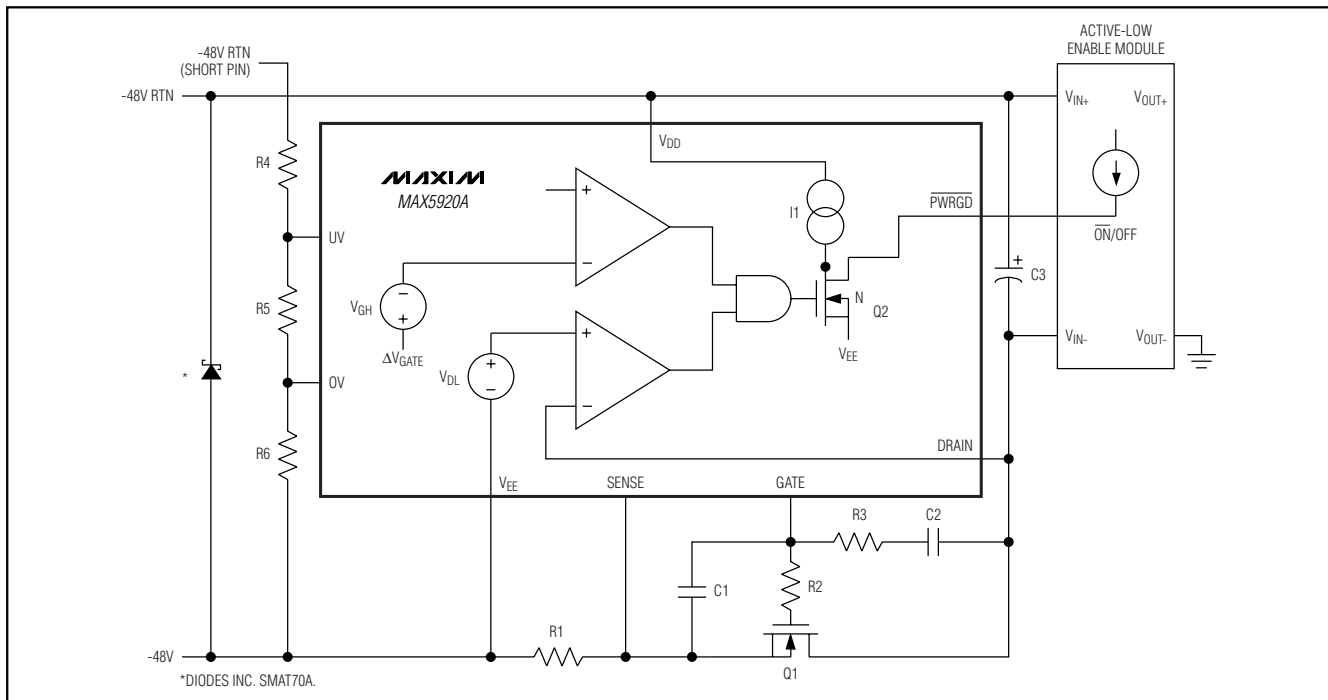 ACTIVE-LOW
ENABLE MODULE
-48V RTN
(SHORT PIN)
-48V RTN
VIN+
VOUT+
VDD
R4
MAXIM
MAX5920A
+
-
I1
PWRGD
ON/OFF
UV
+
C3
R5
VGH
-
+
N
Q2
ΔVGATE
VEE
VIN-
VOUT-
VDL
+
-
+
-
*
OV
R6
DRAIN
VEE
SENSE
GATE
R3
C2
C1
R2
R1
-48V
Q1
*DIODES INC. SMAT70A.